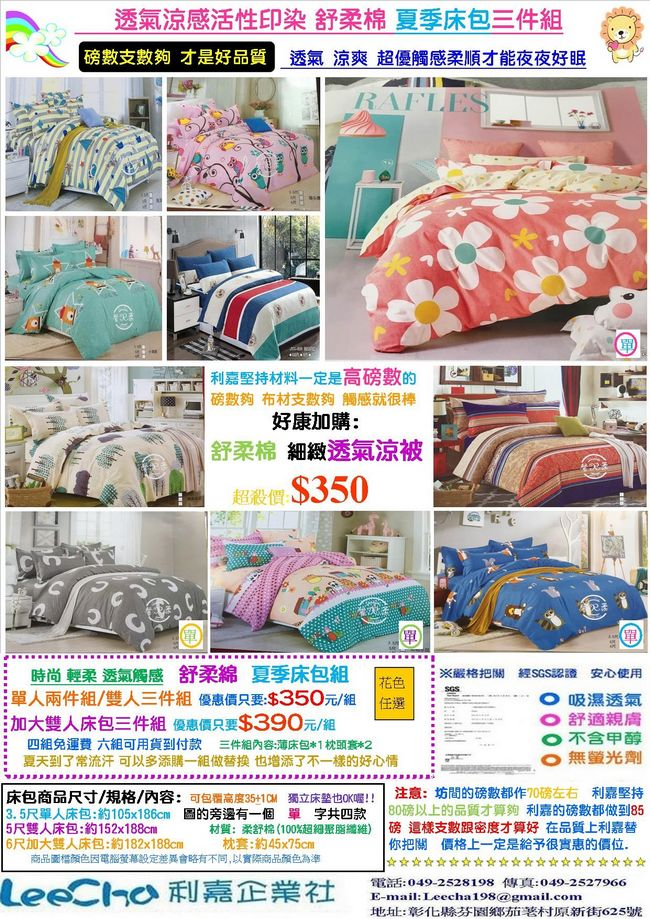 透氣涼感活性印染 舒柔棉 夏季床包三件組
磅數支數夠 才是好品質 透氣 涼爽 超優觸感柔順才能夜夜好眠
RAFLES
單
利嘉堅持材料一定是高磅數的
磅數夠 布材支數夠 觸感就很棒
好康加購:
舒柔棉 細緻透氣涼被
超殺價:$350
單
單
單
時尚 輕柔 透氣觸感 舒柔綿 夏季床包組
單人兩件組/雙人三件組 優惠價只要:$350元/組
加大雙人床包三件組 優惠價只要$390元/組
四組免運費 六組可用貨到付款 三件組內容:薄床包*1枕頭套*2
夏天到了常流汗 可以多添購一組做替換 也增添了不一樣的好心情
花色
任選
※嚴格把關 經SGS認證 安心使用
SGS
吸濕透氣
舒適親膚
不含甲醇
無螢光劑
床包商品尺寸/規格/內容: 可包覆高度35±1CM 獨立床墊也OK喔!!
3.5尺單人床包:約105x186cm 圖的旁邊有一個 單 字共四款
5尺雙人床包:約152x188cm 材質: 柔舒棉(100%超細聚脂纖維)
6尺加大雙人床包:約182x188cm 枕套:約45x75cm
商品圖檔顏色因電腦螢幕設定差異會略有不同,以實際商品顏色為準
注意: 坊間的磅數都作70磅左右 利嘉堅持
80磅以上的品質才算夠 利嘉的磅數都做到85
磅 這樣支數跟密度才算好 在品質上利嘉替
你把關 價格上一定是給予很實惠的價位.
LeeCha 利嘉企業社
電話:049-2528198 傳真:049-2527966
E-mail:Leecha198@gmail.com
地址:彰化縣芬園鄉茄荖村原新街625號